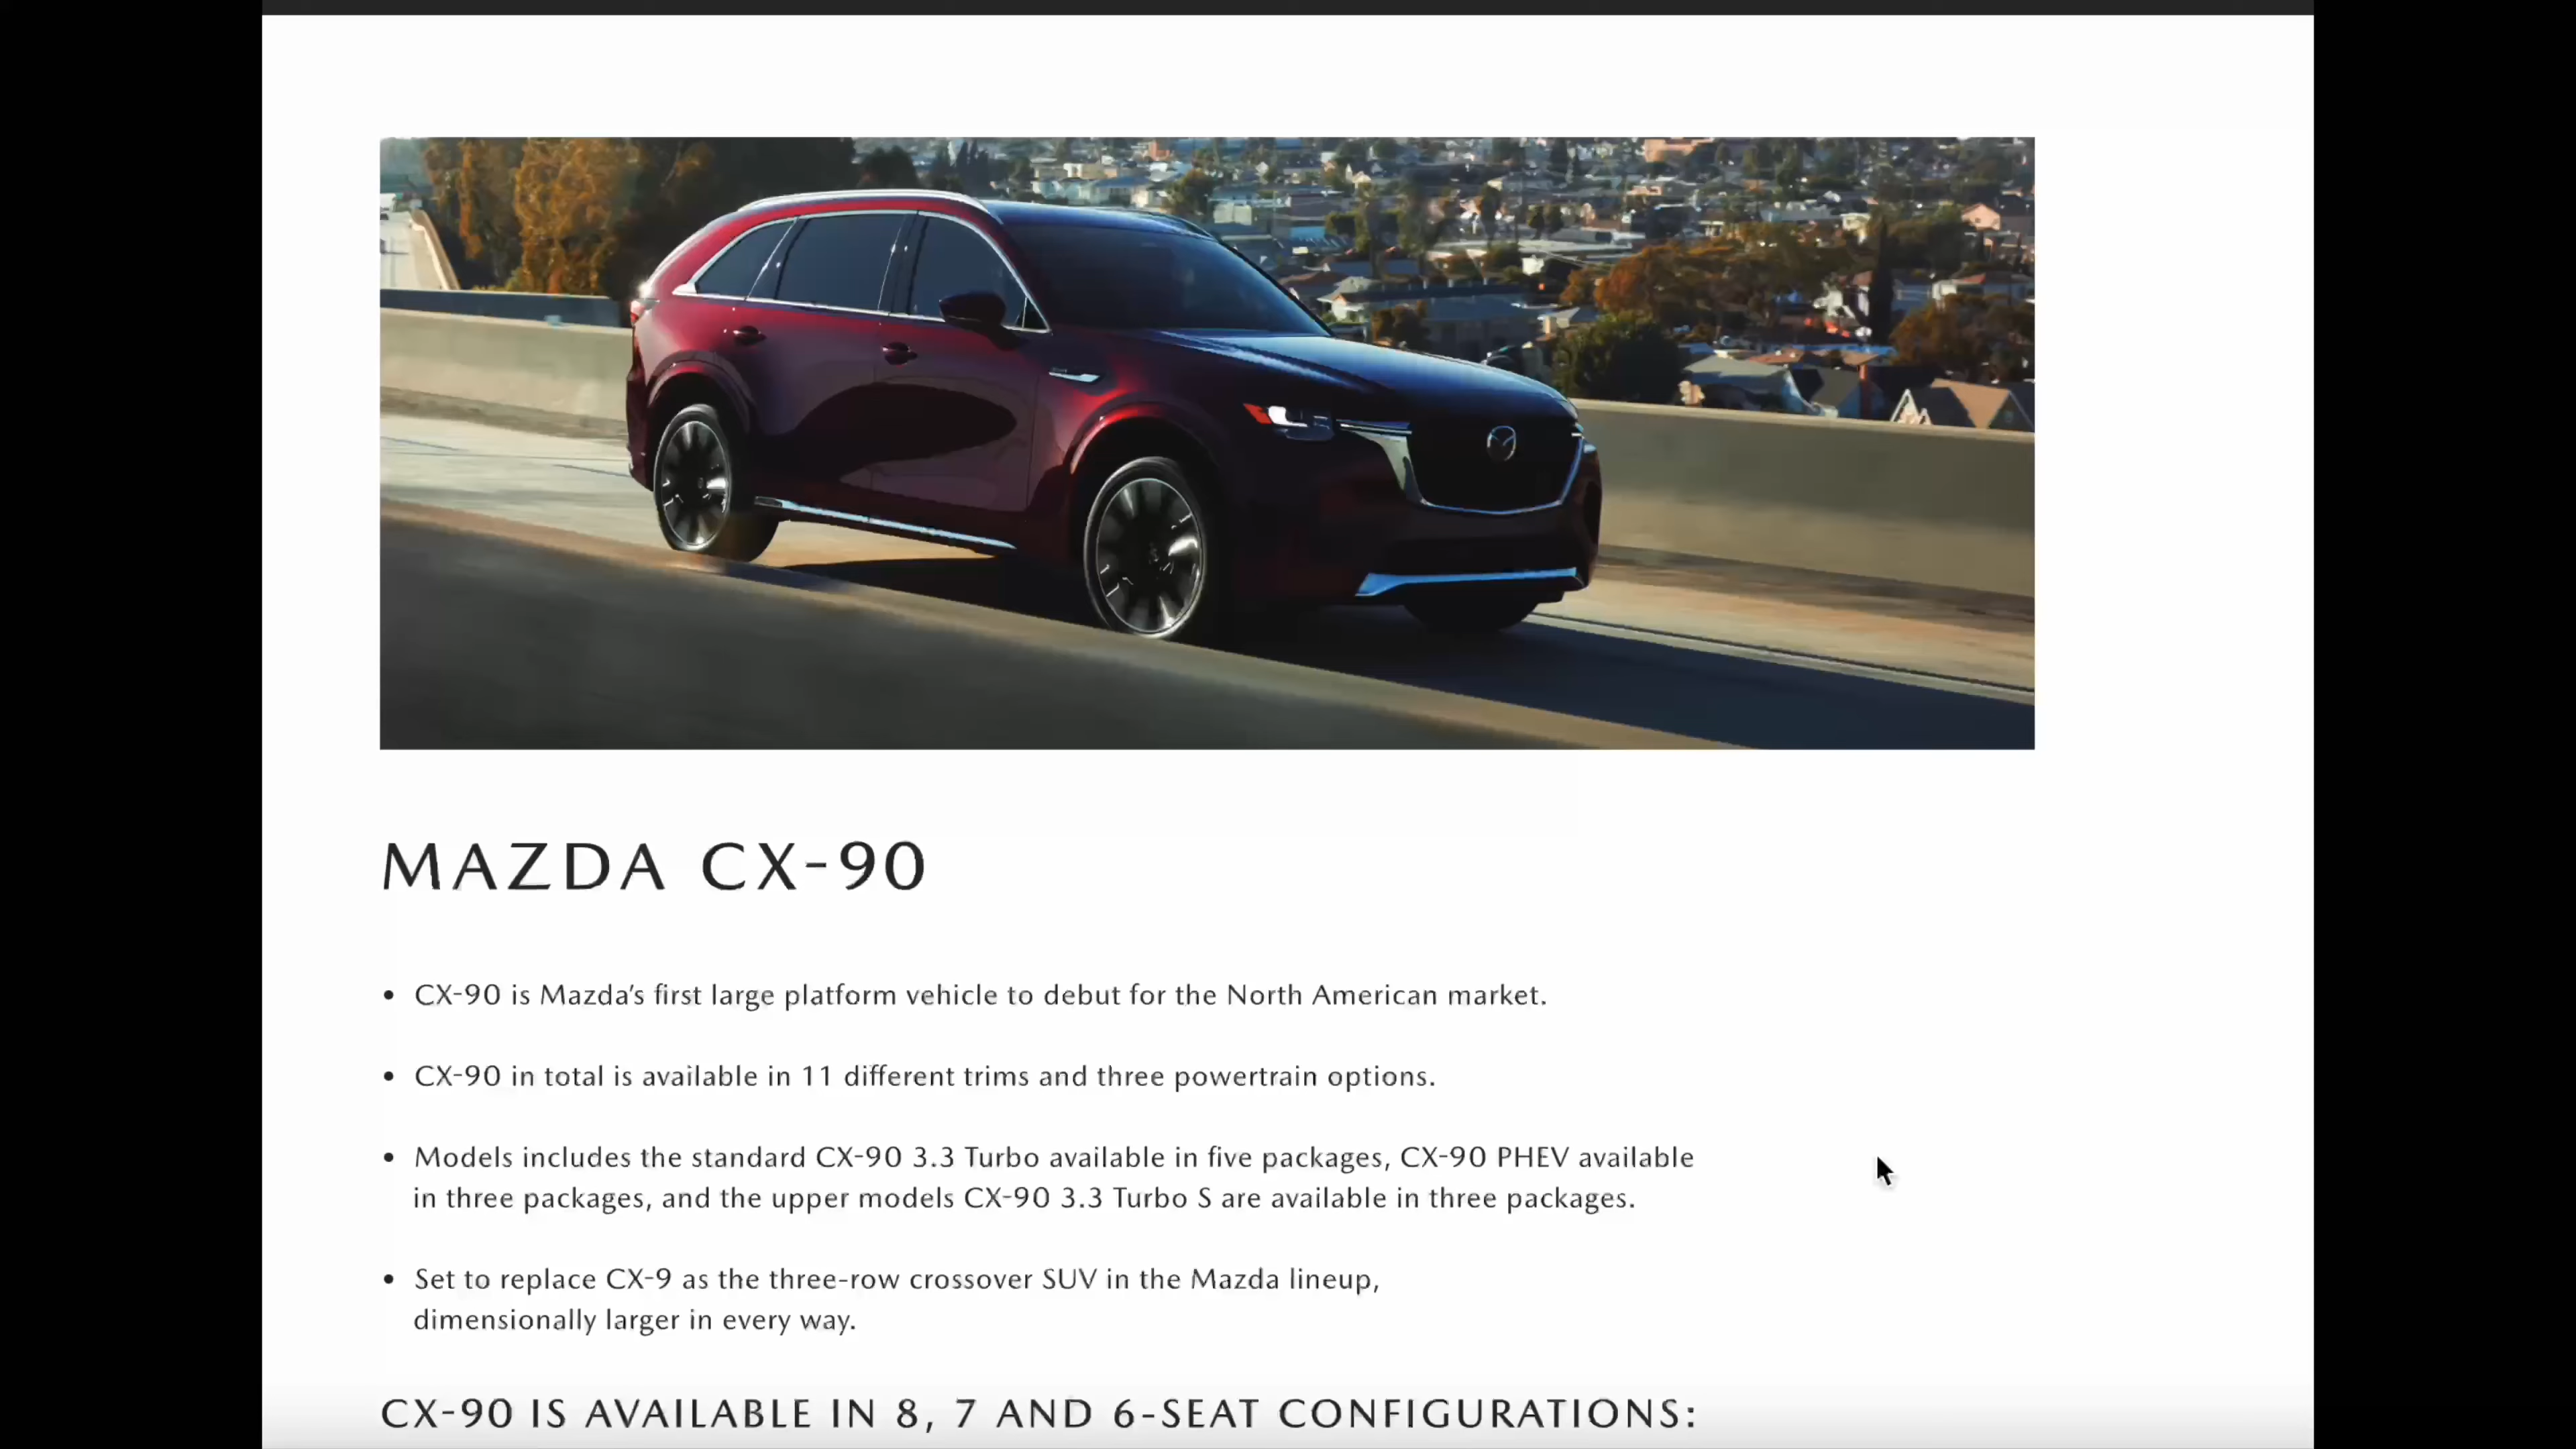 MAZDA CX-90
• CX-90 is Mazda’s first large platform vehicle to debut for the North American market.
• CX-90 in total is available in 11 different trims and three powertrain options.
• Models includes the standard CX-90 3.3 Turbo available in five packages, CX-90 PHEV available
in three packages, and the upper models CX-90 3.3 Turbo S are available in three packages.
• Set to replace CX-9 as the three-row crossover SUV in the Mazda lineup,
dimensionally larger in every way.
CX-90 IS AVAILABLE IN 8, 7 AND 6-SEAT CONFIGURATIONS: